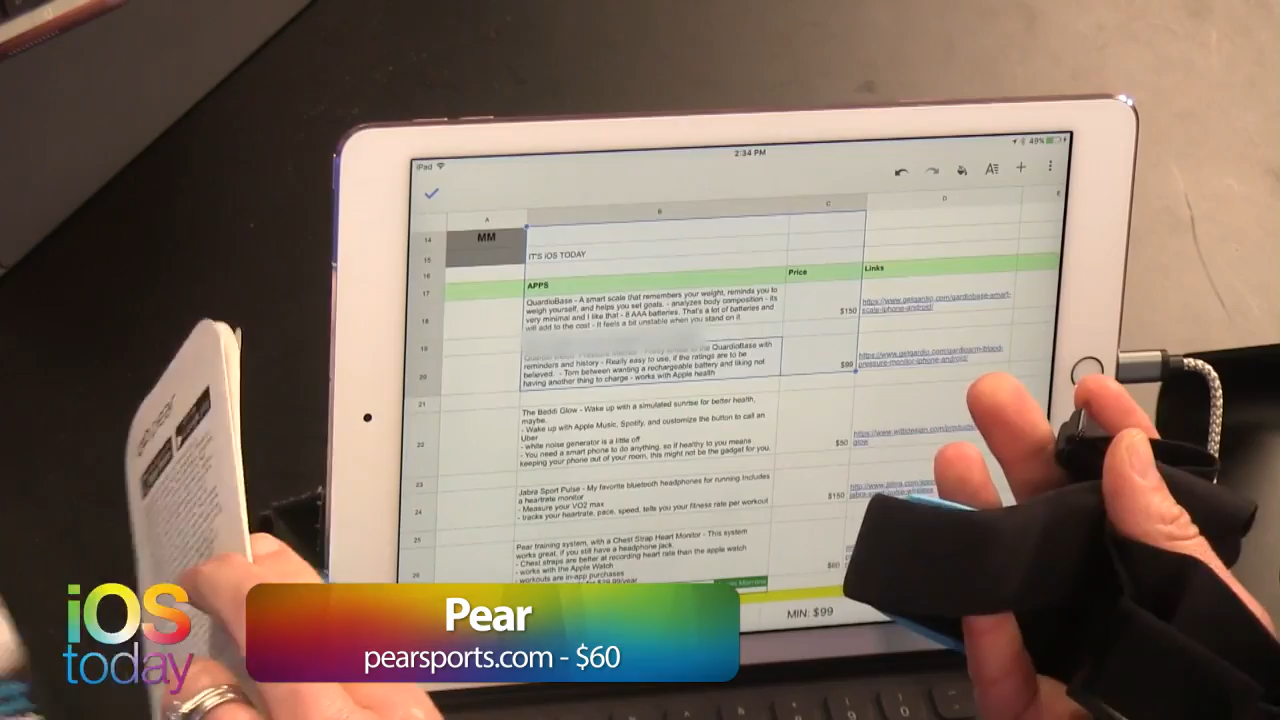 iPad
2:34 PM
49%
A
B
C
D
E
14
MM
15
IT'S iOS TODAY
16
APPS
Price
Links
17
QuardioBase - A smart scale that remembers your weight, reminds you to
weigh yourself, and helps you set goals. - analyzes body composition - its
very minimal and I like that - 8 AAA batteries. That's a lot of batteries and
will add to the cost - It feels a bit unstable when you stand on it
$150
18
19
to the QuardioBase with
reminders and history - Really easy to use, if the ratings are to be
believed. - Torn between wanting a rechargeable battery and liking not
having another thing to charge - works with Apple health
$99
20
21
The Beddi Glow - Wake up with a simulated sunrise for better health,
maybe.
- Wake up with Apple Music, Spotify, and customize the button to call an
Uber
- white noise generator is a little off
- You need a smart phone to do anything, so if healthy to you means
keeping your phone out of your room, this might not be the gadget for you.
$50
22
23
Jabra Sport Pulse - My favorite bluetooth headphones for running Includes
a heartrate monitor
- Measure your VO2 max
- tracks your heartrate, pace, speed, tells you your fitness rate per workout
$150
24
25
Pear training system, with a Chest Strap Heart Monitor - This system
works great, if you still have a headphone jack.
- Chest straps are better at recording heart rate than the apple watch
- works with the Apple Watch
workouts are in-app purchases
$60
26
MIN: $99
iOS
today
Pear
pearsports.com - $60